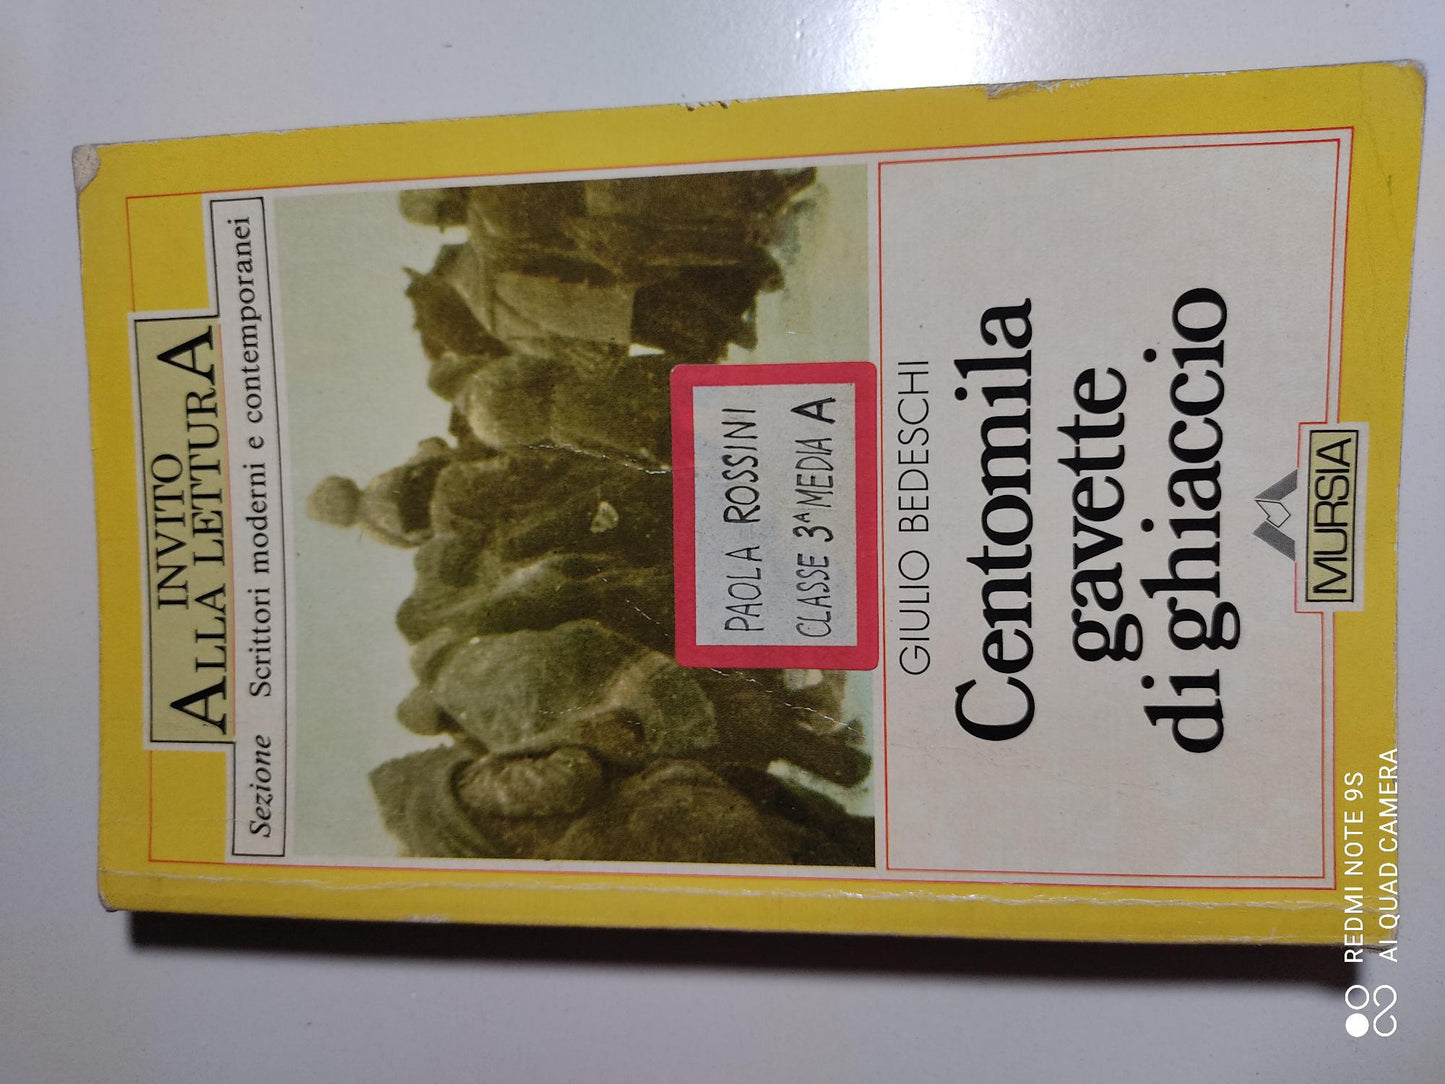 INVITO
ALLA LETTURA
Sezione Scrittori moderni e contemporanei
PAOLA ROSSINI
CLASSE 3ª MEDIA A
GIULIO BEDESCHI
Centomila
gavette
di ghiaccio
MURSIA
REDMI NOTE 9S
AI QUAD CAMERA